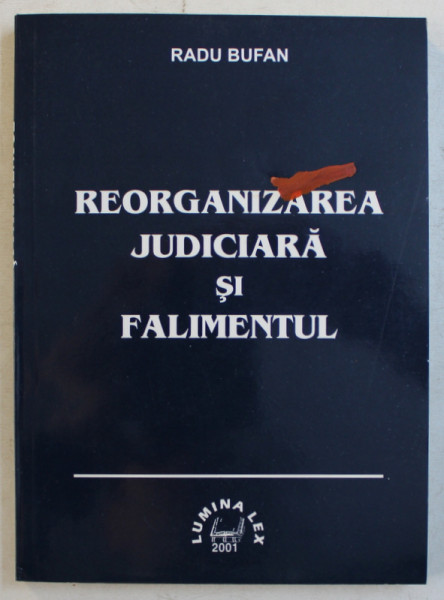 RADU BUFAN
REORGANIZAREA
JUDICIARĂ
ŞI
FALIMENTUL
LUMINA LEX
2001